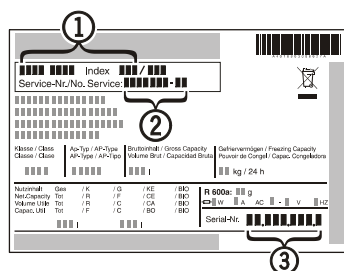 1
Index /
Service-Nr./No. Service: -
2
Klasse / Class
Classe / Clase
Ap-Typ / AP-Type
AP-Type / AP-Tipo
Bruttoinhalt / Gross Capacity
Volume Brut / Capacidad Bruta
Gefriervermögen / Freezing Capacity
Pouvoir de Congel./ Capac. Congeladora
l
kg / 24 h
Nutzinhalt Ges / K / G / KE / BIO
Net.Capacity Tot / R / F / CE / BIO
Volume Utile Tot / R / C / CA / BIO
Capac. Util Tot / F / C / BO / BIO
l l
R 600a: g
W A AC - V HZ
Serial-Nr. . . .
3